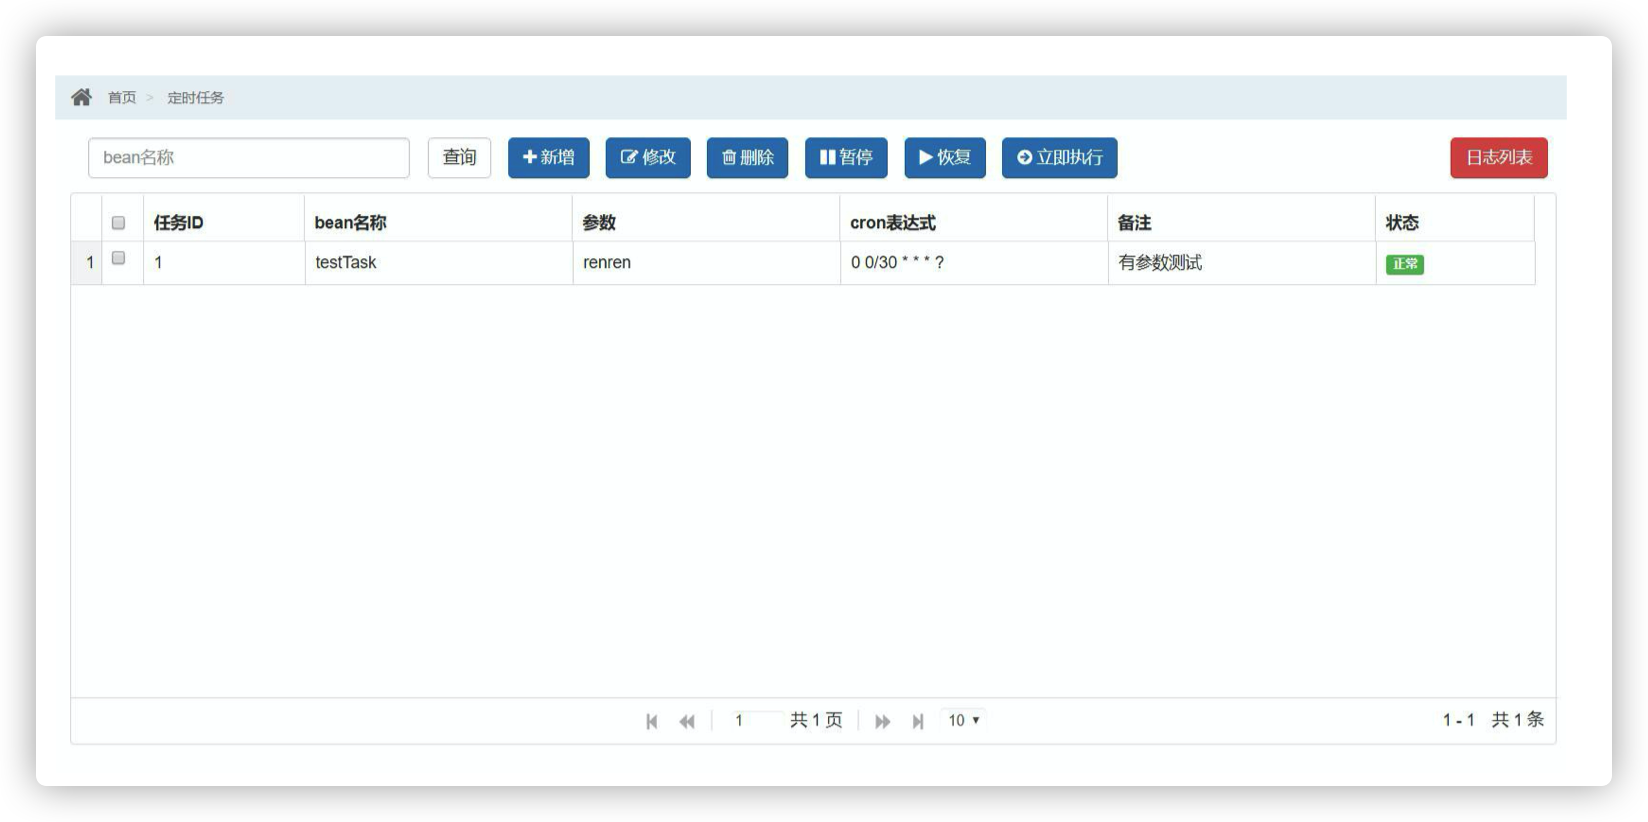 首页 > 定时任务
bean名称 查询 新增 修改 删除 暂停 恢复 立即执行 日志列表
任务ID bean名称 参数 cron表达式 备注 状态
1 1 testTask renren 0 0/30 * * * ? 有参数测试 正常
1 共 1 页 10 1 - 1 共 1 条